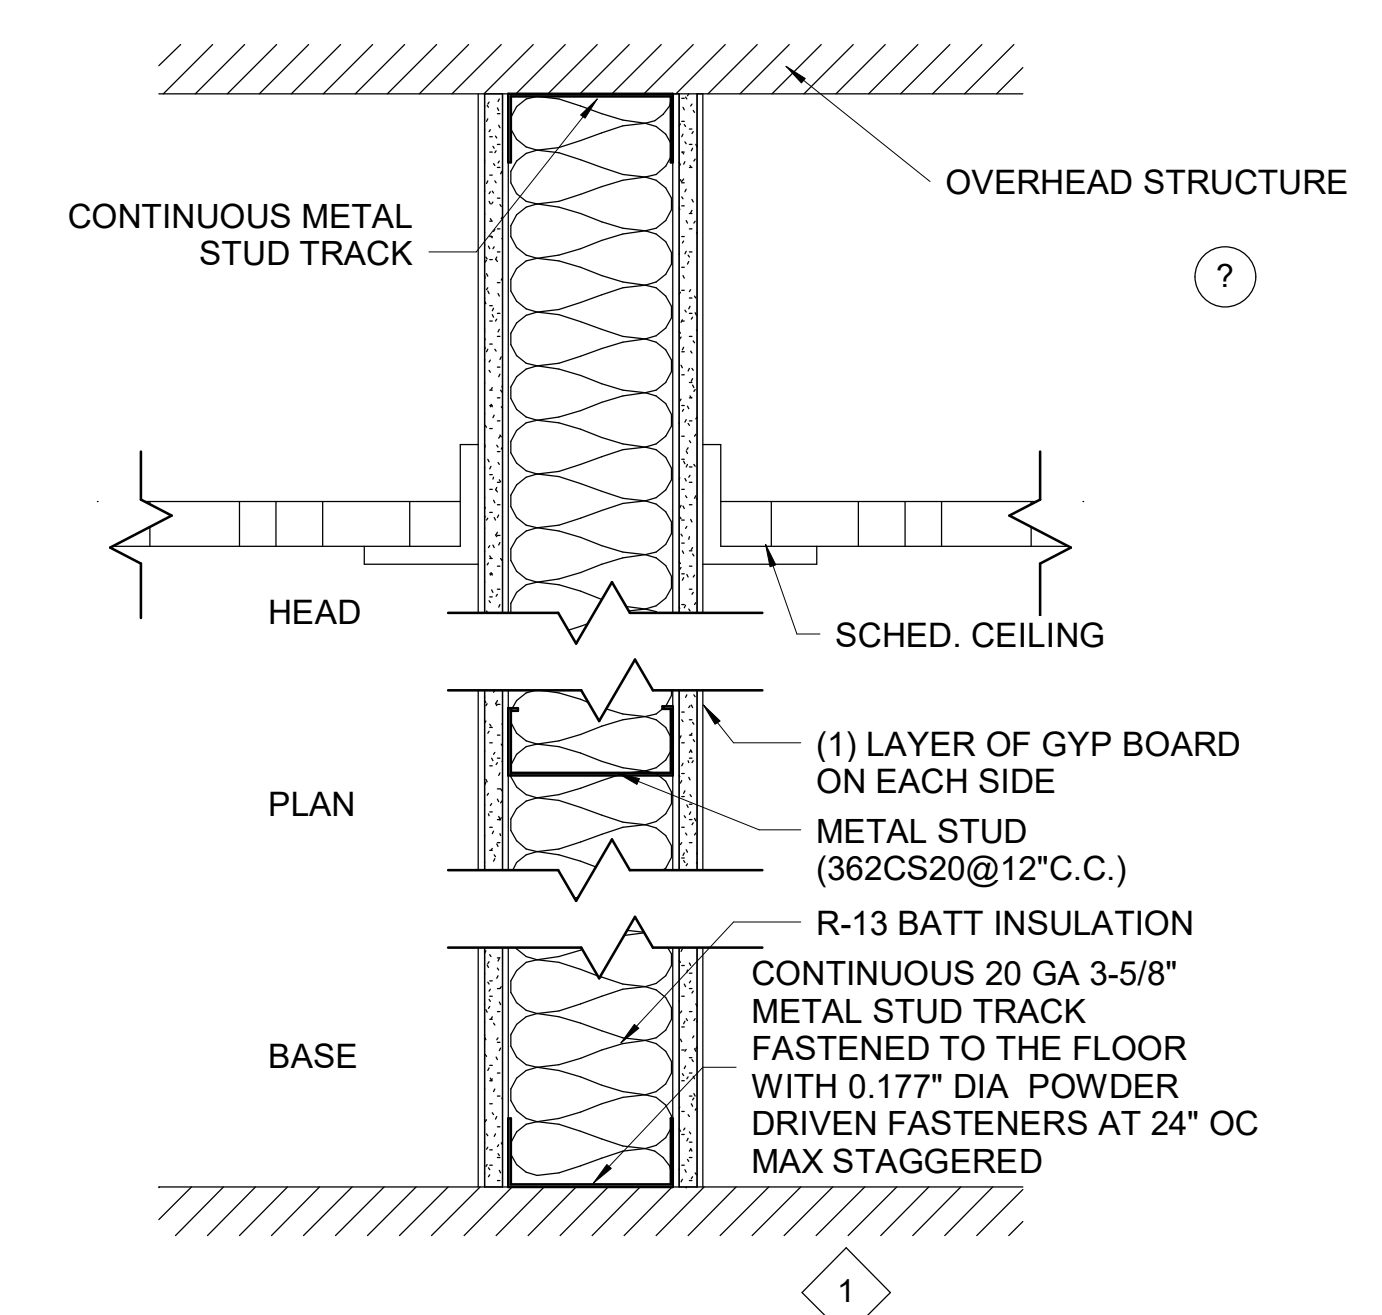 OVERHEAD STRUCTURE
CONTINUOUS METAL
STUD TRACK
?
HEAD
SCHED. CEILING
(1) LAYER OF GYP BOARD
ON EACH SIDE
PLAN
METAL STUD
(362CS20@12"C.C.)
R-13 BATT INSULATION
CONTINUOUS 20 GA 3-5/8"
METAL STUD TRACK
FASTENED TO THE FLOOR
WITH 0.177" DIA  POWDER
DRIVEN FASTENERS AT 24" OC
MAX STAGGERED
BASE
1